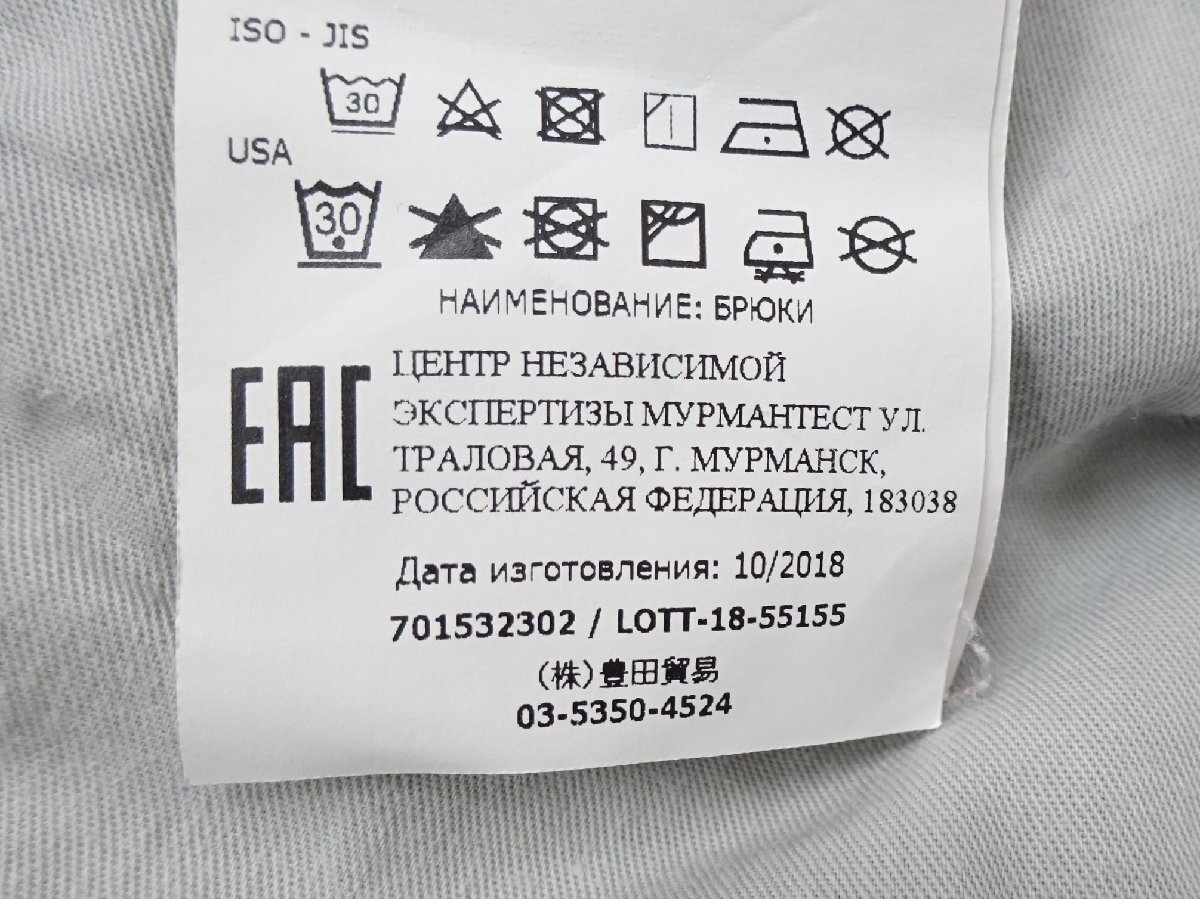 ISO - JIS
30
USA
30
НАИМЕНОВАНИЕ: БРЮКИ
EAC
ЦЕНТР НЕЗАВИСИМОЙ
ЭКСПЕРТИЗЫ МУРМАНТЕСТ УЛ.
ТРАЛОВАЯ, 49, Г. МУРМАНСК,
РОССИЙСКАЯ ФЕДЕРАЦИЯ, 183038
Дата изготовления: 10/2018
701532302 / LOTT-18-55155
(株)豊田貿易
03-5350-4524